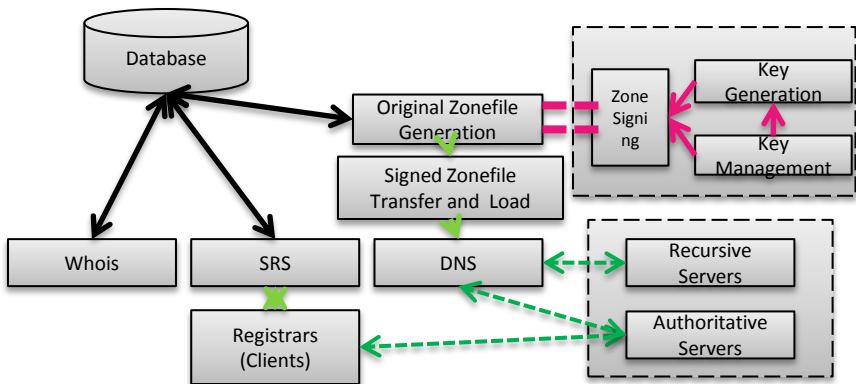 Database
Original Zonefile
Generation
Zone
Signi
ng
Key
Generation
Key
Management
Signed Zonefile
Transfer and Load
Whois
SRS
DNS
Recursive
Servers
Registrars
(Clients)
Authoritative
Servers